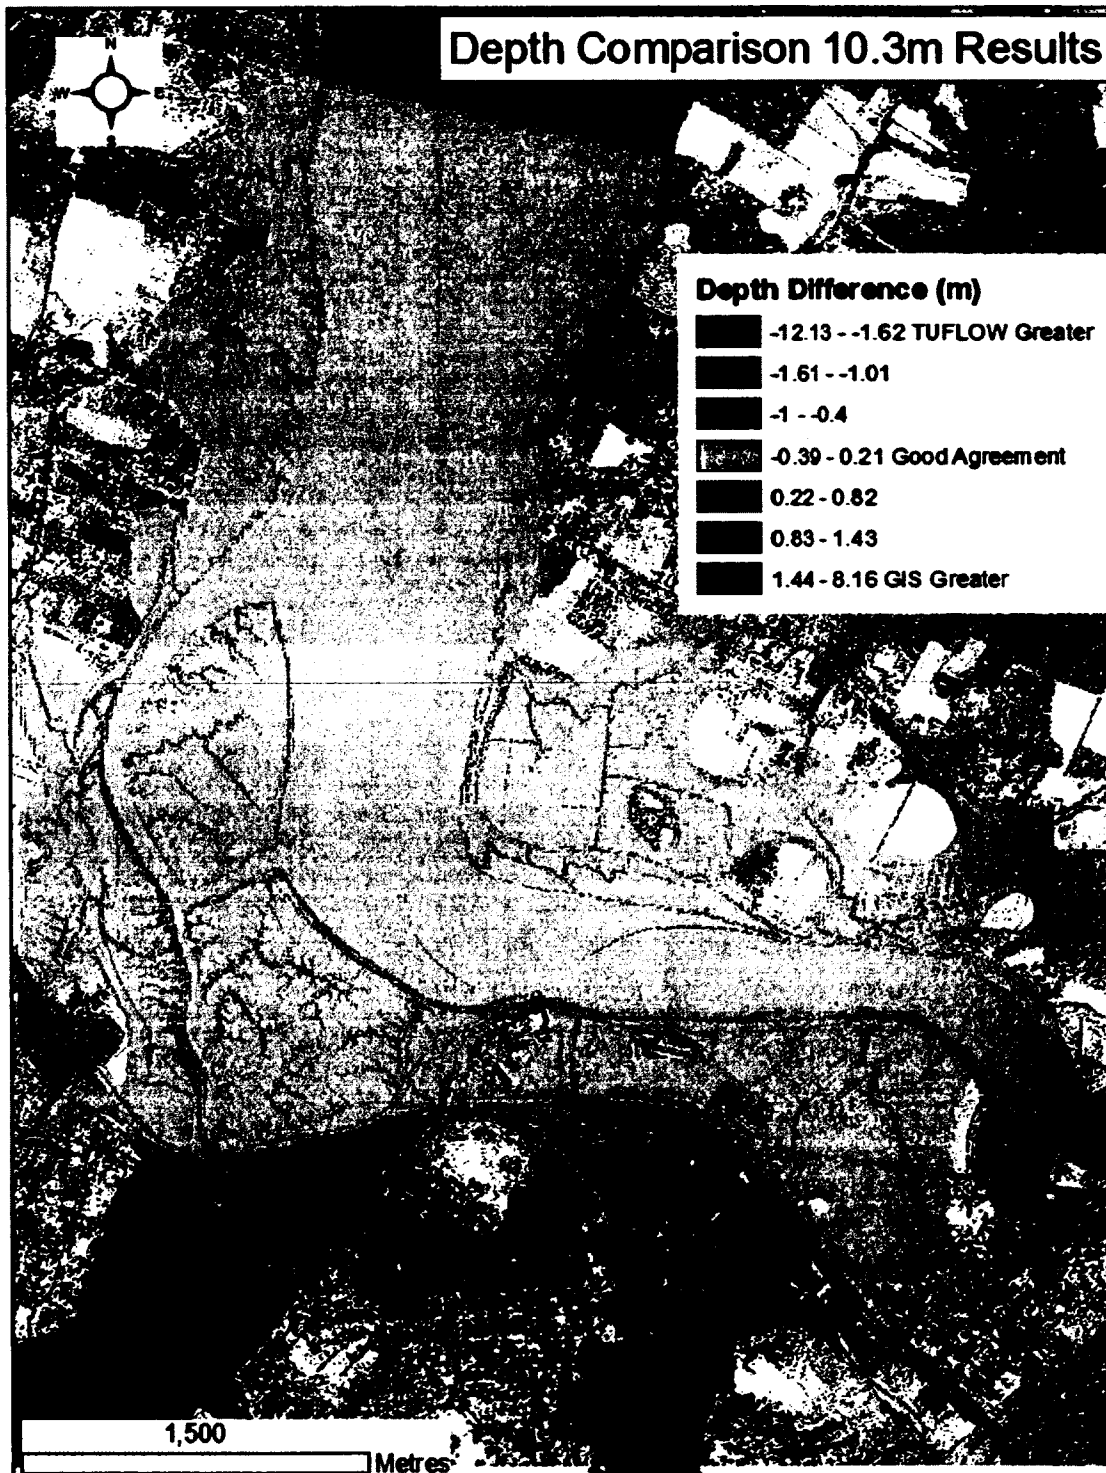 Depth Comparison 10.3m Results
N
W E
S
Depth Difference (m)
-12.13 - -1.62 TUFLOW Greater
-1.61 - -1.01
-1 - -0.4
-0.39 - 0.21 Good Agreement
0.22 - 0.82
0.83 - 1.43
1.44 - 8.16 GIS Greater
1,500
Metres